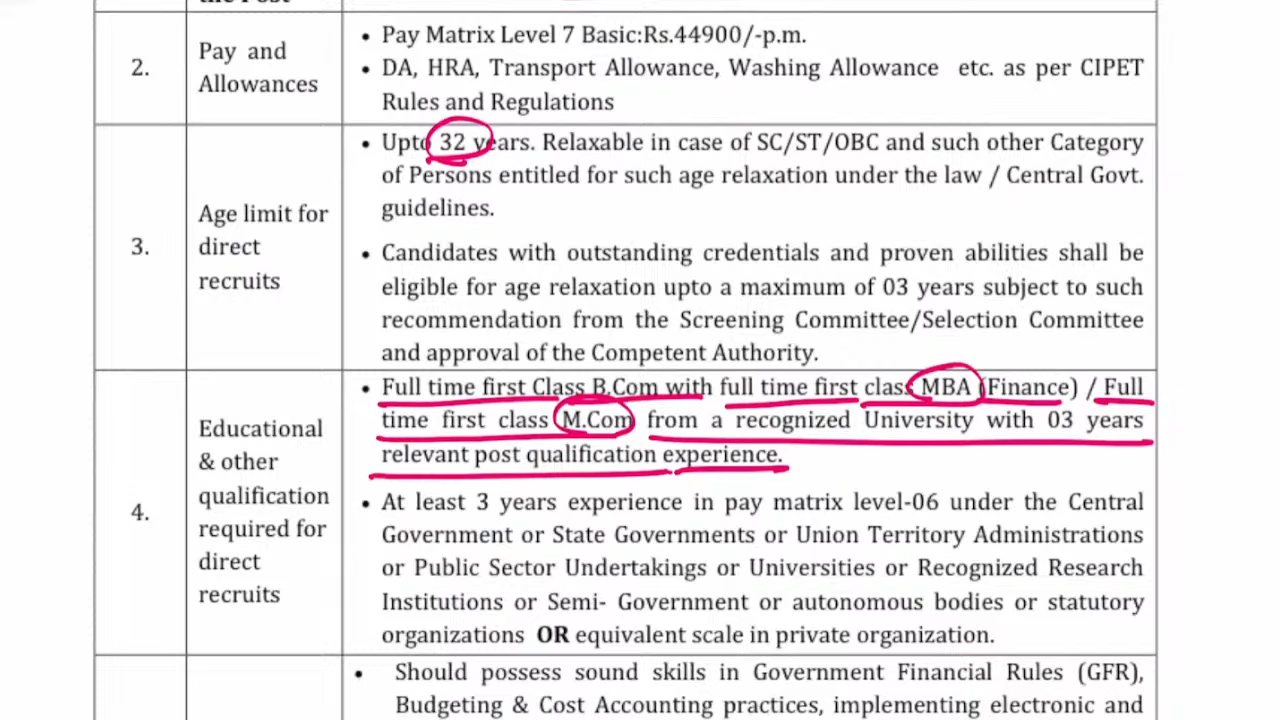 the Post
2.
Pay and
Allowances
• Pay Matrix Level 7 Basic:Rs.44900/-p.m.
• DA, HRA, Transport Allowance, Washing Allowance etc. as per CIPET
Rules and Regulations
3.
Age limit for
direct
recruits
• Upto 32 years. Relaxable in case of SC/ST/OBC and such other Category
of Persons entitled for such age relaxation under the law / Central Govt.
guidelines.
• Candidates with outstanding credentials and proven abilities shall be
eligible for age relaxation upto a maximum of 03 years subject to such
recommendation from the Screening Committee/Selection Committee
and approval of the Competent Authority.
4.
Educational
& other
qualification
required for
direct
recruits
• Full time first Class B.Com with full time first class MBA (Finance) / Full
time first class M.Com from a recognized University with 03 years
relevant post qualification experience.
• At least 3 years experience in pay matrix level-06 under the Central
Government or State Governments or Union Territory Administrations
or Public Sector Undertakings or Universities or Recognized Research
Institutions or Semi- Government or autonomous bodies or statutory
organizations OR equivalent scale in private organization.
• Should possess sound skills in Government Financial Rules (GFR),
Budgeting & Cost Accounting practices, implementing electronic and